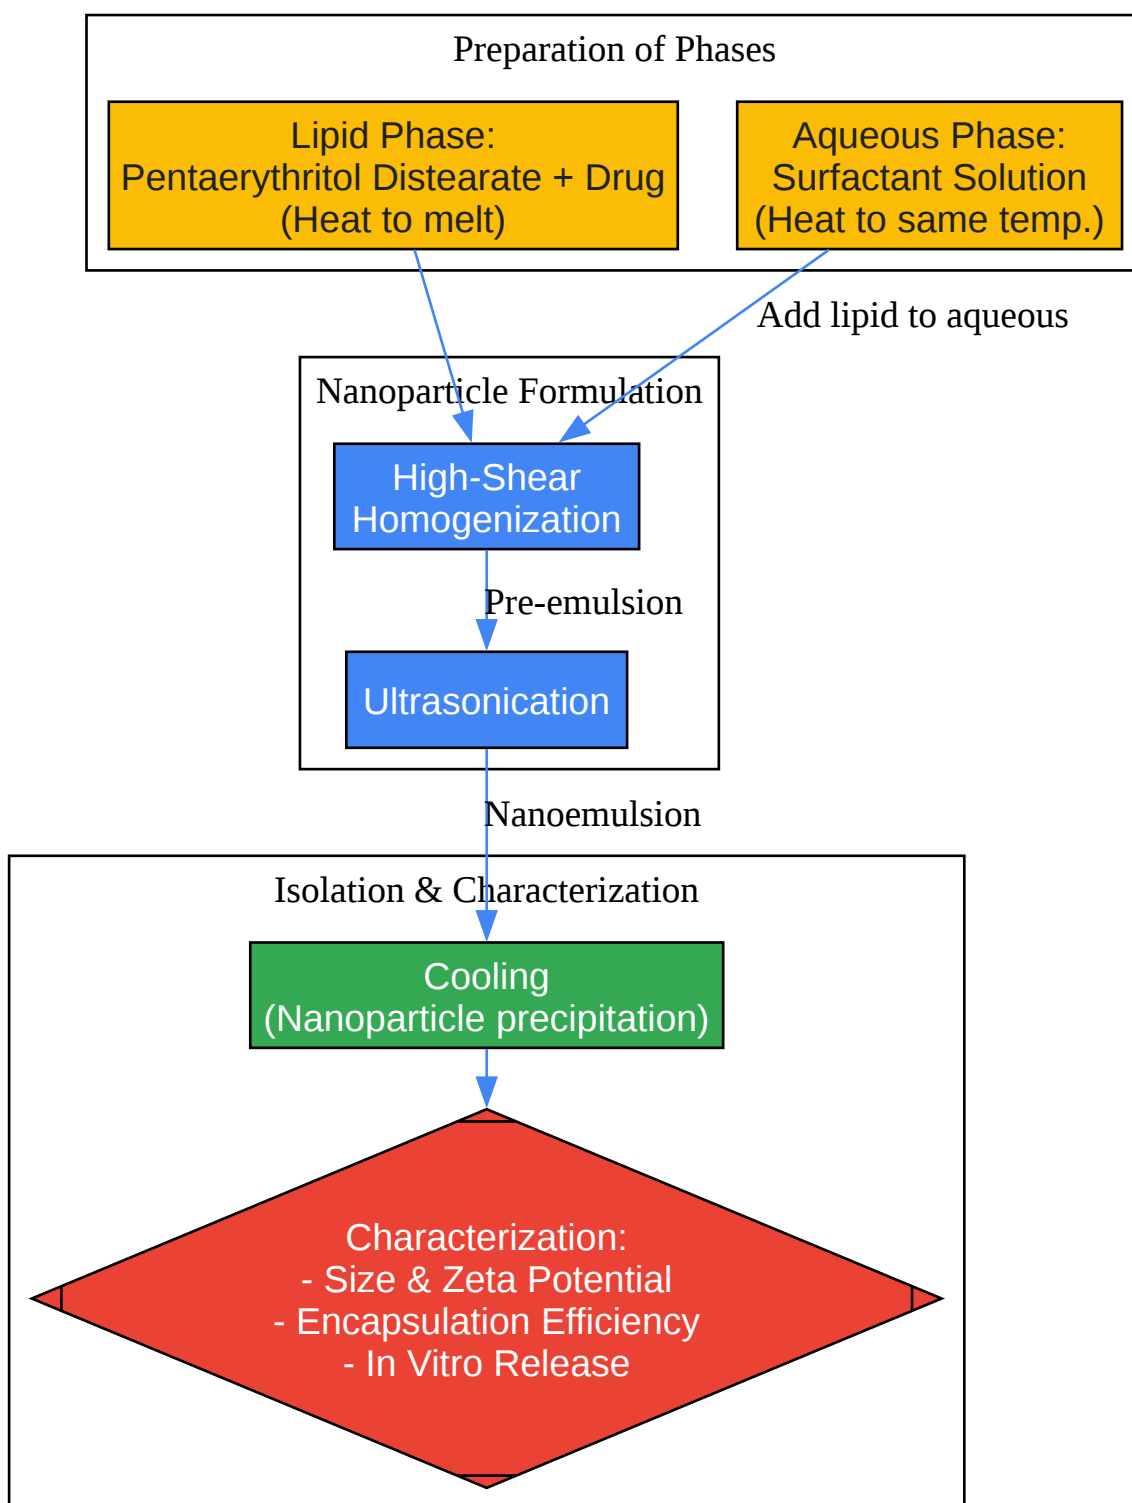 Preparation of Phases
Lipid Phase:
Pentaerythritol Distearate + Drug
(Heat to melt)
Aqueous Phase:
Surfactant Solution
(Heat to same temp.)
Add lipid to aqueous
Nanoparticle Formulation
High-Shear
Homogenization
Pre-emulsion
Ultrasonication
Nanoemulsion
Isolation & Characterization
Cooling
(Nanoparticle precipitation)
Characterization:
- Size & Zeta Potential
- Encapsulation Efficiency
- In Vitro Release